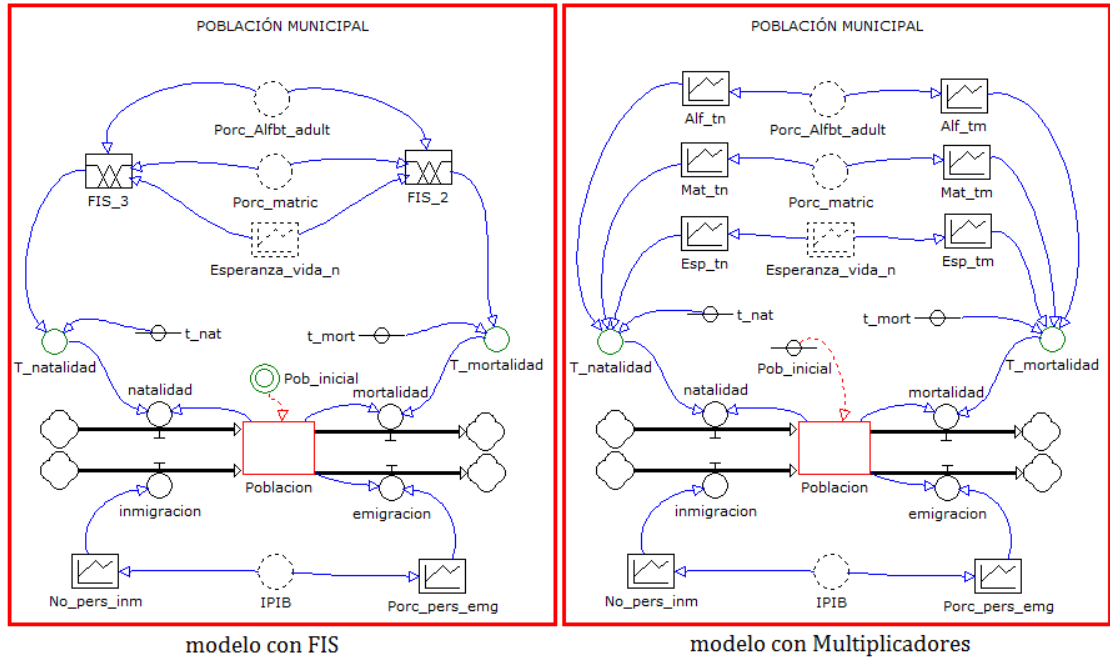 POBLACIÓN MUNICIPAL
Porc_Alfbt_adult
FIS_3
Porc_matric
FIS_2
Esperanza_vida_n
t_nat
t_mort
T_natalidad
Pob_inicial
T_mortalidad
natalidad
mortalidad
Poblacion
inmigracion
emigracion
No_pers_inm
IPIB
Porc_pers_emg
modelo con FIS
POBLACIÓN MUNICIPAL
Alf_tn
Porc_Alfbt_adult
Alf_tm
Mat_tn
Porc_matric
Mat_tm
Esp_tn
Esperanza_vida_n
Esp_tm
t_nat
t_mort
T_natalidad
Pob_inicial
T_mortalidad
natalidad
mortalidad
Poblacion
inmigracion
emigracion
No_pers_inm
IPIB
Porc_pers_emg
modelo con Multiplicadores